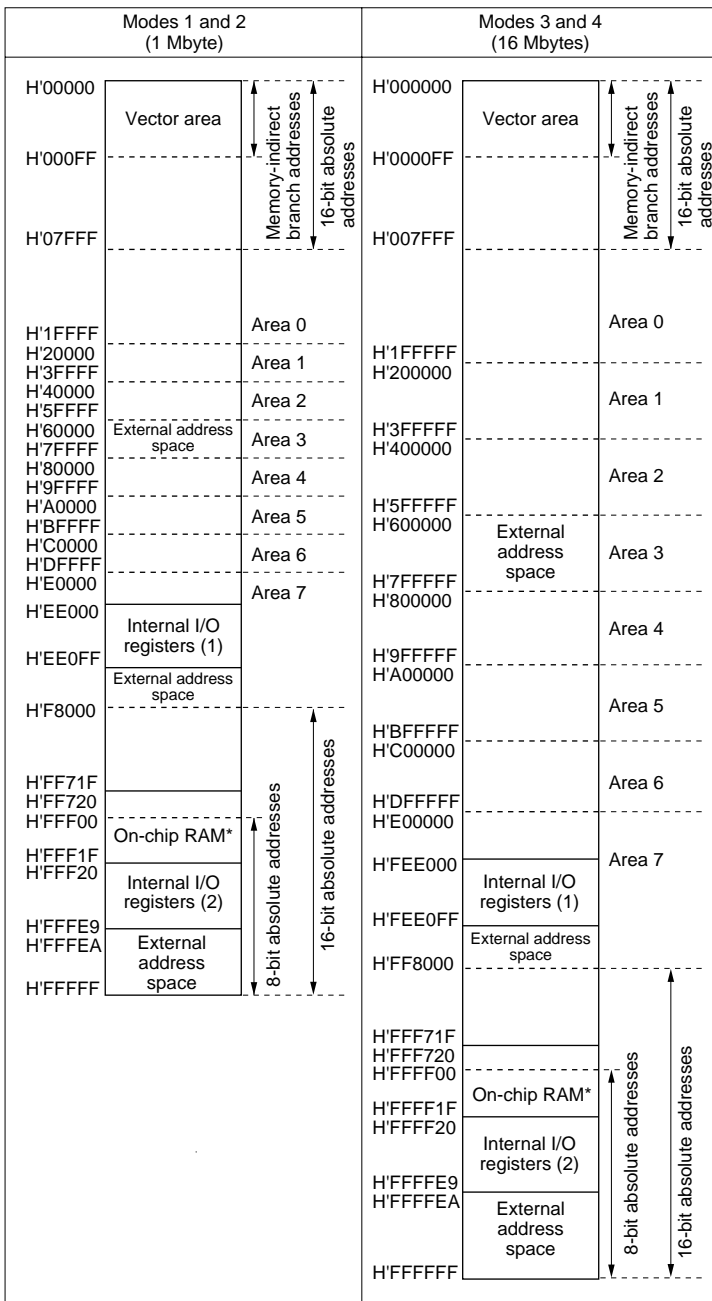 Modes 1 and 2
(1 Mbyte)
H'00000
Vector area
H'000FF
H'07FFF
Memory-indirect
branch addresses
16-bit absolute
addresses
H'1FFFF
H'20000
H'3FFFF
H'40000
H'5FFFF
H'60000
H'7FFFF
H'80000
H'9FFFF
H'A0000
H'BFFFF
H'C0000
H'DFFFF
H'E0000
H'EE000
External address
space
Area 0
Area 1
Area 2
Area 3
Area 4
Area 5
Area 6
Area 7
Internal I/O
registers (1)
H'EE0FF
External address
space
H'F8000
H'FF71F
H'FF720
H'FFF00
On-chip RAM*
H'FFF1F
H'FFF20
Internal I/O
registers (2)
H'FFFE9
H'FFFEA
External
address
space
H'FFFFF
8-bit absolute addresses
16-bit absolute addresses
Modes 3 and 4
(16 Mbytes)
H'000000
Vector area
H'0000FF
H'007FFF
Memory-indirect
branch addresses
16-bit absolute
addresses
H'1FFFFF
H'200000
H'3FFFFF
H'400000
H'5FFFFF
H'600000
H'7FFFFF
H'800000
H'9FFFFF
H'A00000
H'BFFFFF
H'C00000
H'DFFFFF
H'E00000
External
address
space
Area 0
Area 1
Area 2
Area 3
Area 4
Area 5
Area 6
Area 7
H'FEE000
Internal I/O
registers (1)
H'FEE0FF
External address
space
H'FF8000
H'FFF71F
H'FFF720
H'FFFF00
On-chip RAM*
H'FFFF1F
H'FFFF20
Internal I/O
registers (2)
H'FFFFE9
H'FFFFEA
External
address
space
H'FFFFFF
8-bit absolute addresses
16-bit absolute addresses